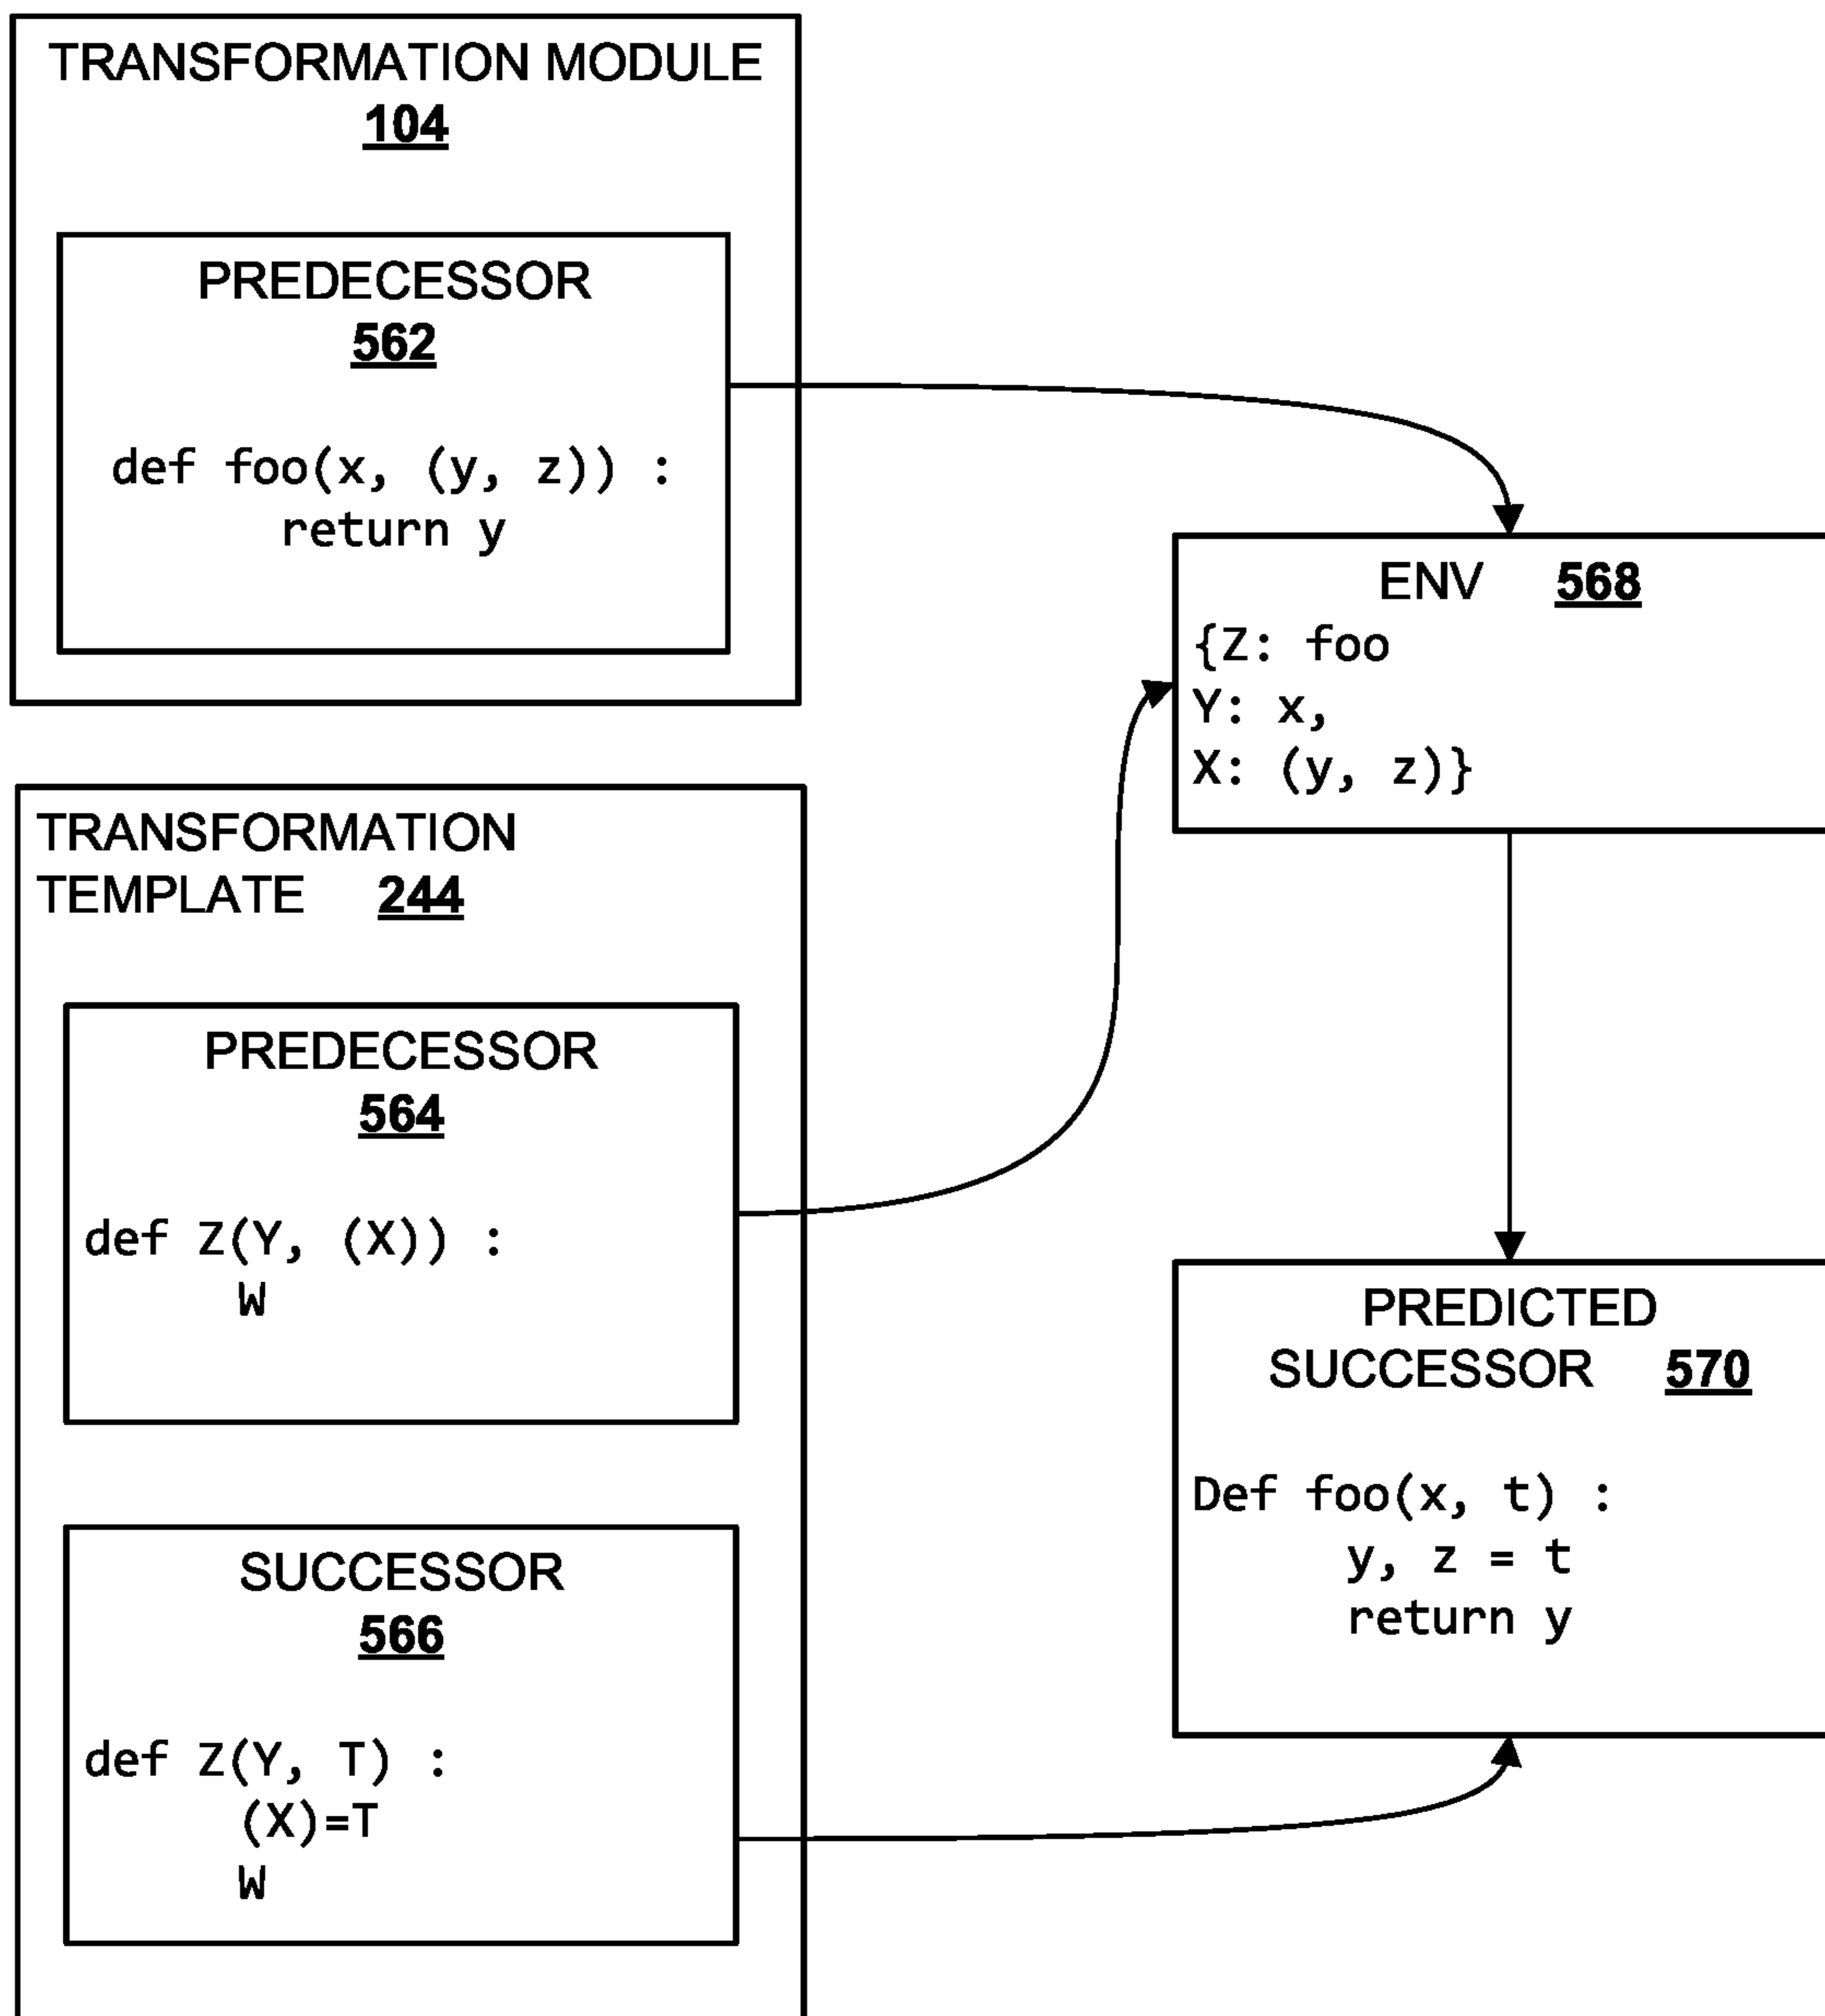 TRANSFORMATION MODULE
104
PREDECESSOR
562
def foo(x, (y, z)) :
return y
TRANSFORMATION
TEMPLATE 244
PREDECESSOR
564
def Z(Y, (X)) :
W
SUCCESSOR
566
def Z(Y, T) :
(X)=T
W
ENV 568
{Z: foo
Y: x,
X: (y, z)}
PREDICTED
SUCCESSOR 570
Def foo(x, t) :
y, z = t
return y